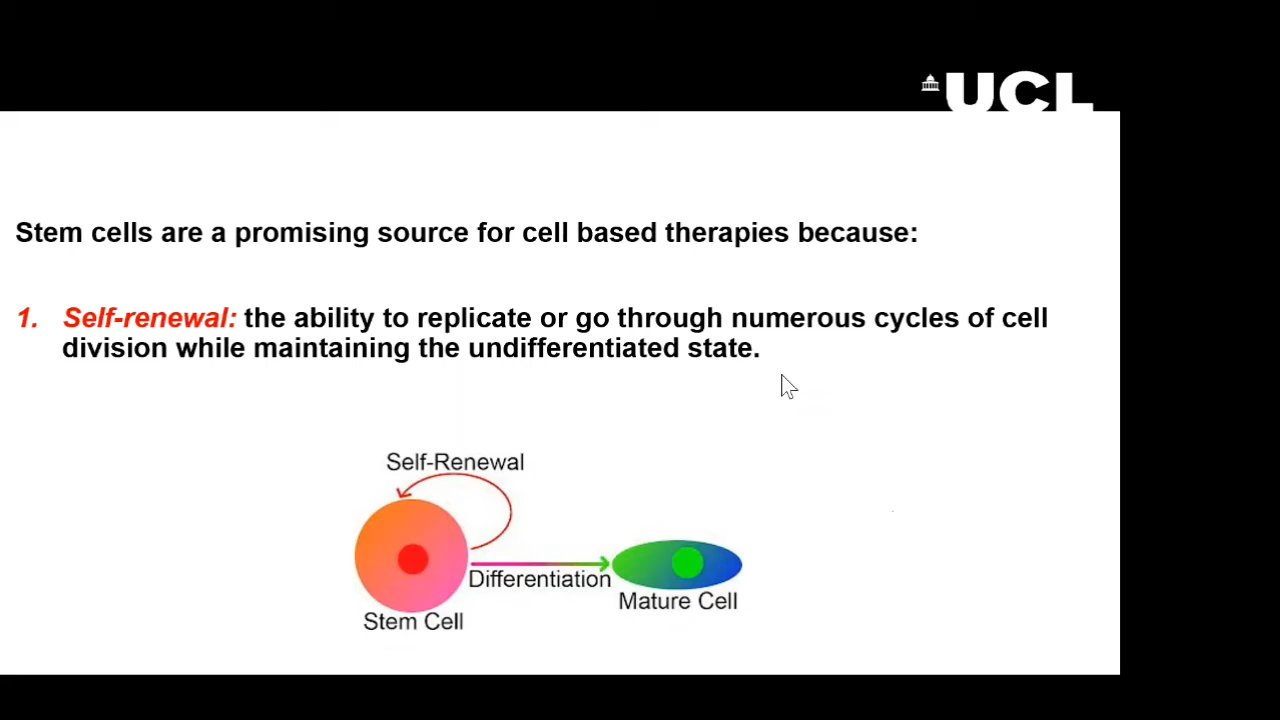 UCL
Stem cells are a promising source for cell based therapies because:
1. Self-renewal: the ability to replicate or go through numerous cycles of cell
division while maintaining the undifferentiated state.
Self-Renewal
Differentiation
Mature Cell
Stem Cell